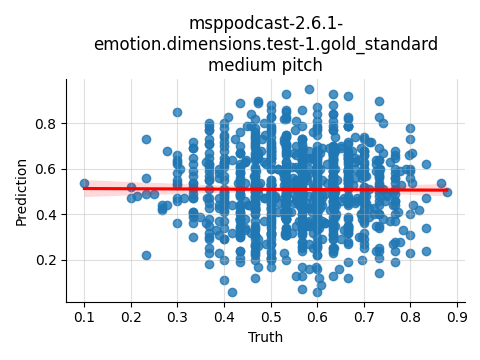 msppodcast-2.6.1-
emotion.dimensions.test-1.gold_standard
medium pitch
Prediction
0.8
0.6
0.4
0.2
0.1 0.2 0.3 0.4 0.5 0.6 0.7 0.8 0.9
Truth